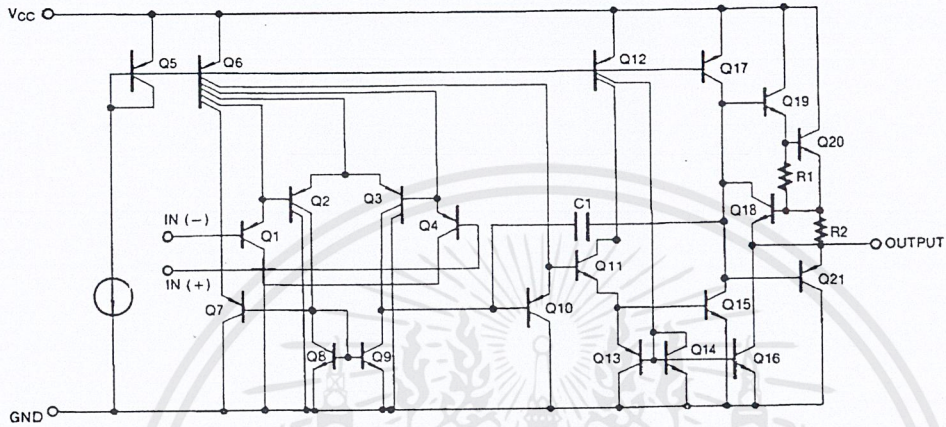 VCC
Q5
Q6
Q12
Q17
Q19
Q20
R1
Q2
Q3
Q18
C1
R2
IN (−)
Q1
Q4
OUTPUT
Q11
IN (+)
Q21
Q7
Q10
Q15
Q8
Q9
Q13
Q14
Q16
GND